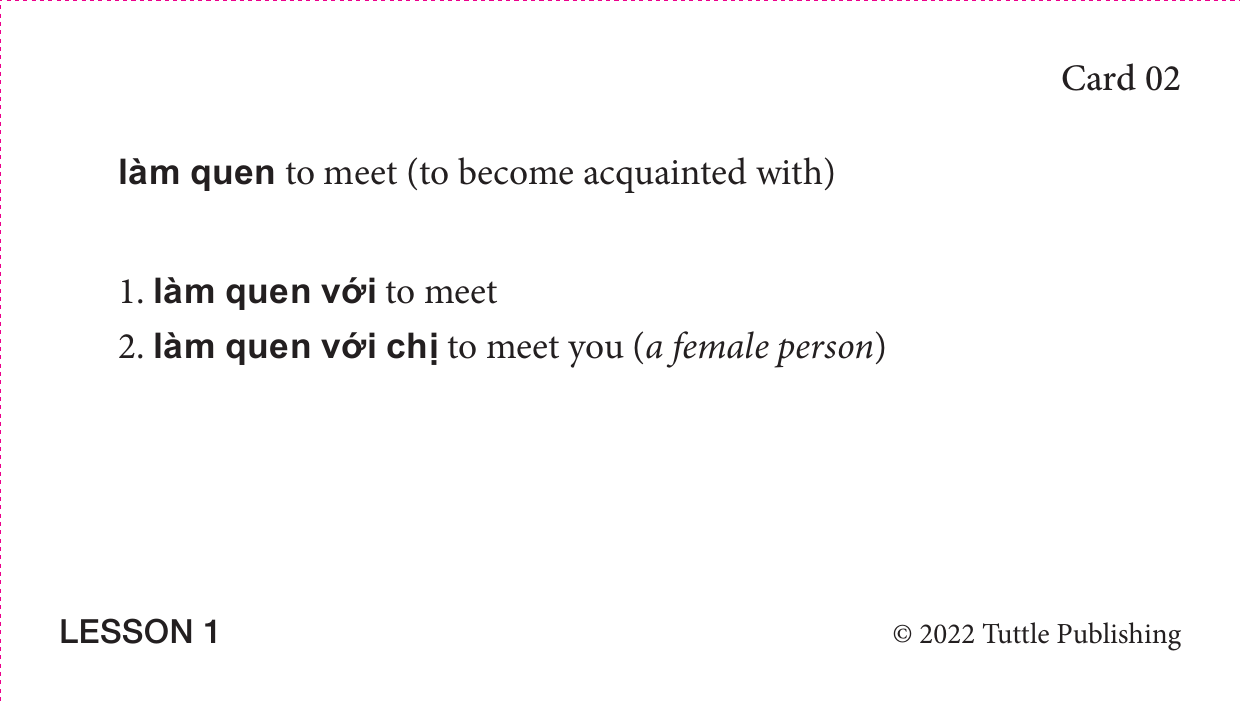 Card 02
làm quen to meet (to become acquainted with)
1. làm quen với to meet
2. làm quen với chị to meet you (a female person)
LESSON 1
© 2022 Tuttle Publishing